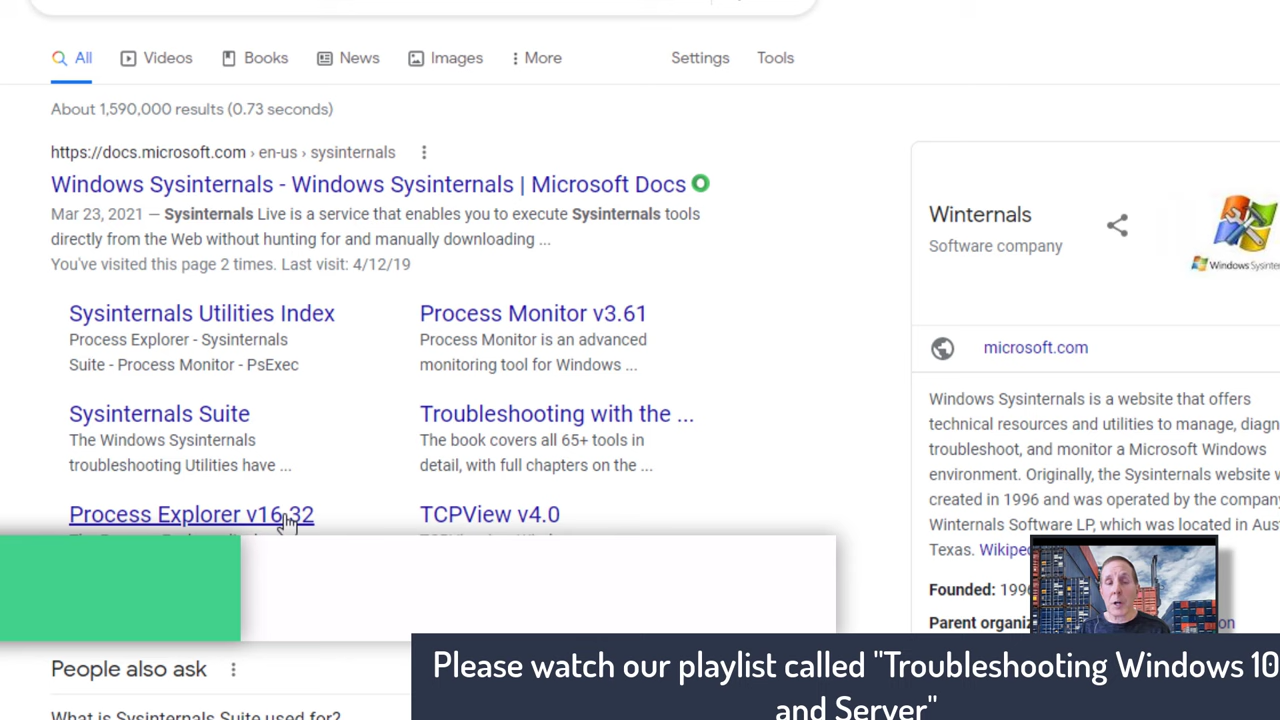 All Videos Books News Images More Settings Tools
About 1,590,000 results (0.73 seconds)
https://docs.microsoft.com › en-us › sysinternals
Windows Sysinternals - Windows Sysinternals | Microsoft Docs
Mar 23, 2021 — Sysinternals Live is a service that enables you to execute Sysinternals tools
directly from the Web without hunting for and manually downloading ...
You've visited this page 2 times. Last visit: 4/12/19
Sysinternals Utilities Index
Process Explorer - Sysinternals
Suite - Process Monitor - PsExec
Process Monitor v3.61
Process Monitor is an advanced
monitoring tool for Windows ...
Sysinternals Suite
The Windows Sysinternals
troubleshooting Utilities have ...
Troubleshooting with the ...
The book covers all 65+ tools in
detail, with full chapters on the ...
Process Explorer v16.32
TCPView v4.0
People also ask
What is Sysinternals Suite used for?
Winternals
Software company
Windows Sysinter
microsoft.com
Windows Sysinternals is a website that offers
technical resources and utilities to manage, diagn
troubleshoot, and monitor a Microsoft Windows
environment. Originally, the Sysinternals website w
created in 1996 and was operated by the company
Winternals Software LP, which was located in Aus
Texas. Wikipe
Founded: 199
Parent organiz on
Please watch our playlist called "Troubleshooting Windows 10
and Server"